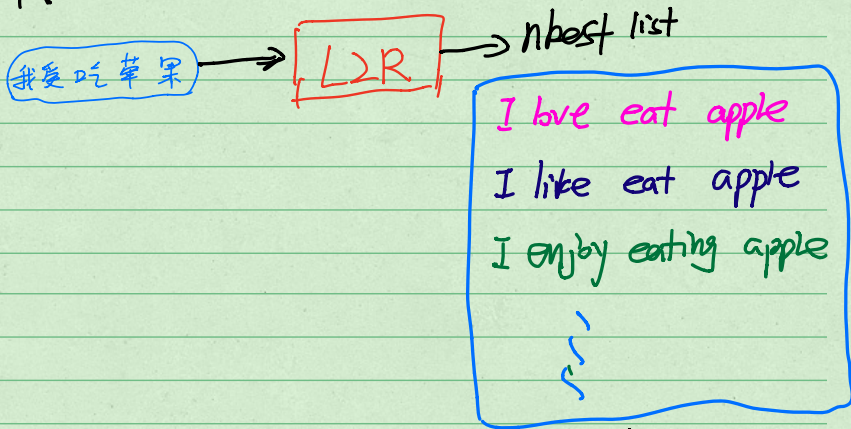 我爱吃苹果
L2R
nbest list
I love eat apple
I like eat apple
I enjoy eating apple